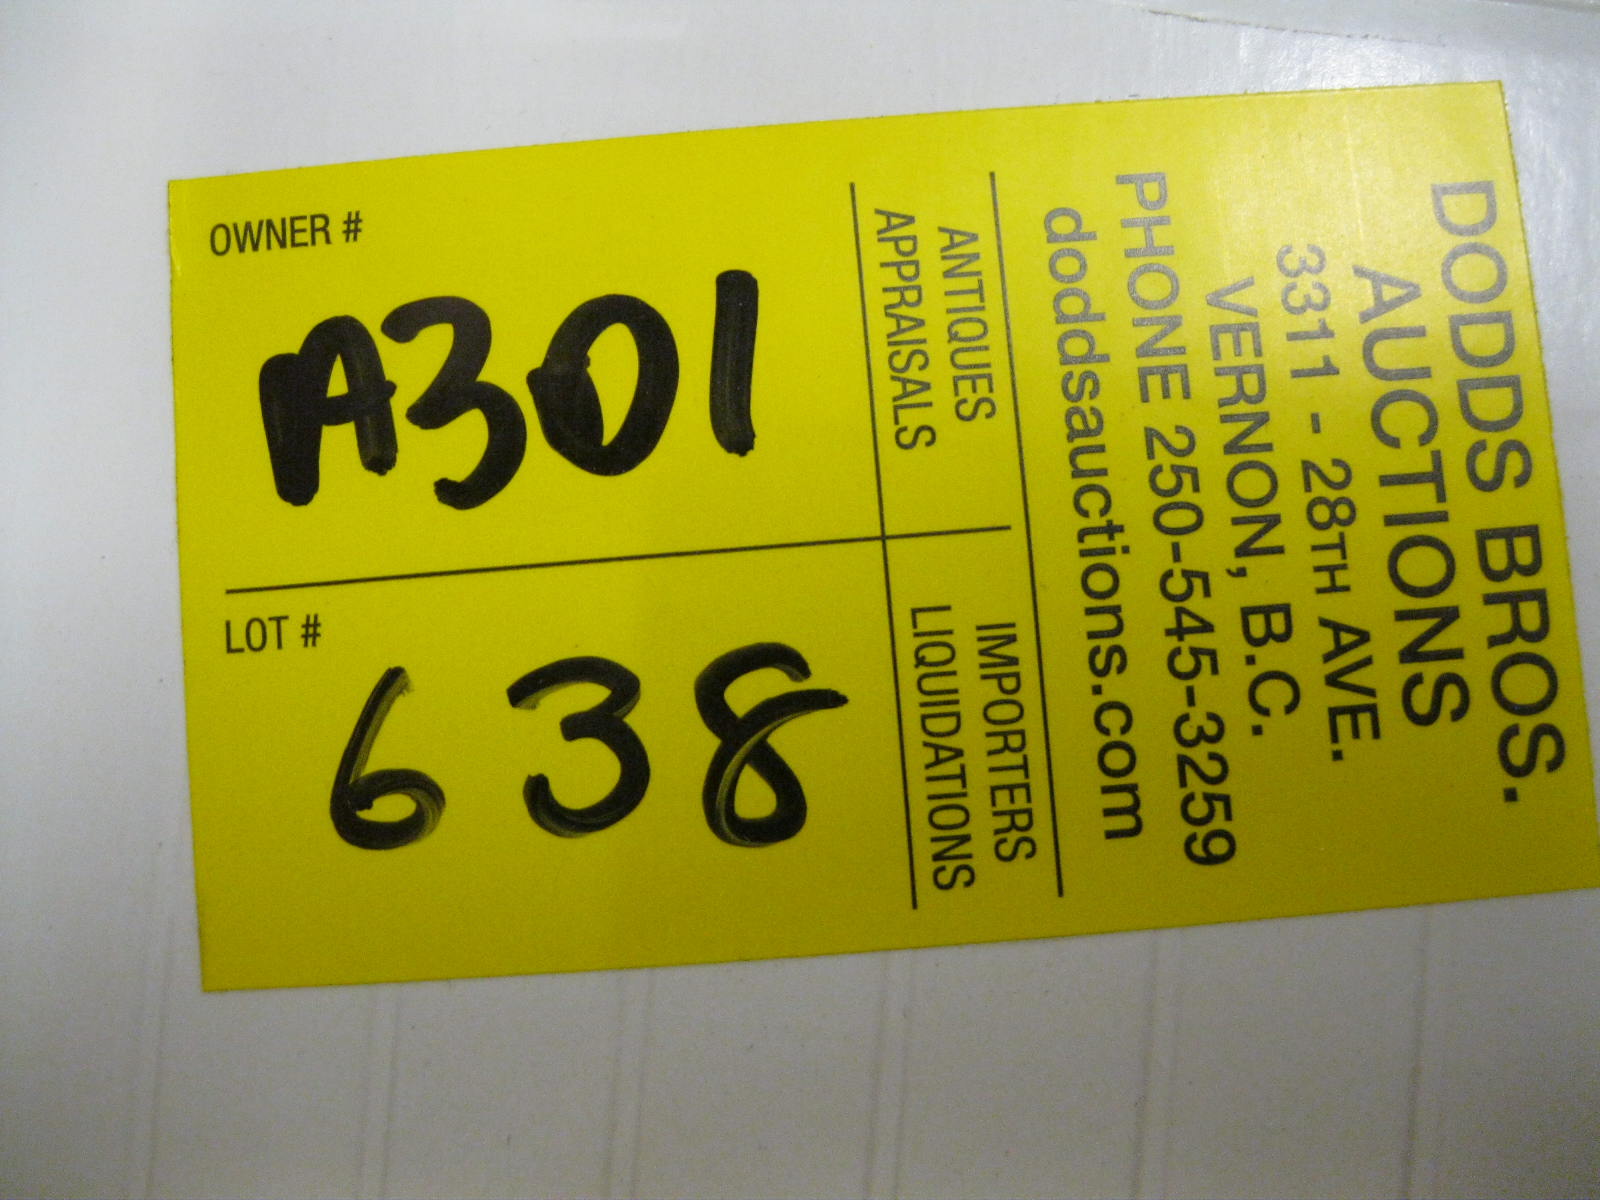 DODDS BROS.
AUCTIONS
3311 - 28TH AVE.
VERNON, B.C.
PHONE 250-545-3259
doddsauctions.com
ANTIQUES
APPRAISALS
IMPORTERS
LIQUIDATIONS
OWNER #
A301
LOT #
638